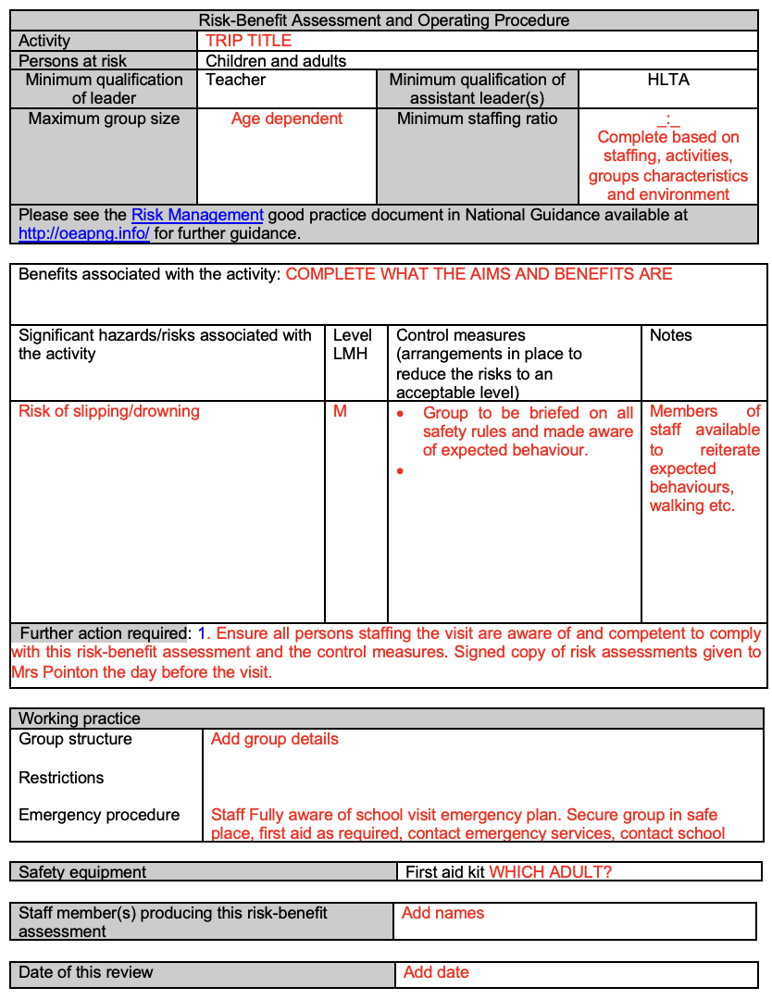 Risk-Benefit Assessment and Operating Procedure
Activity TRIP TITLE
Persons at risk Children and adults
Minimum qualification of leader Teacher Minimum qualification of assistant leader(s) HLTA
Maximum group size Age dependent Minimum staffing ratio _:_
Complete based on
staffing, activities,
groups characteristics
and environment
Please see the Risk Management good practice document in National Guidance available at
http://oeapng.info/ for further guidance.
Benefits associated with the activity: COMPLETE WHAT THE AIMS AND BENEFITS ARE
Significant hazards/risks associated with
the activity
Level
LMH
Control measures
(arrangements in place to
reduce the risks to an
acceptable level)
Notes
Risk of slipping/drowning
M
• Group to be briefed on all
safety rules and made aware
of expected behaviour.
•
Members of
staff available
to reiterate
expected
behaviours,
walking etc.
Further action required: 1. Ensure all persons staffing the visit are aware of and competent to comply
with this risk-benefit assessment and the control measures. Signed copy of risk assessments given to
Mrs Pointon the day before the visit.
Working practice
Group structure Add group details
Restrictions
Emergency procedure Staff Fully aware of school visit emergency plan. Secure group in safe
place, first aid as required, contact emergency services, contact school
Safety equipment First aid kit WHICH ADULT?
Staff member(s) producing this risk-benefit
assessment
Add names
Date of this review Add date